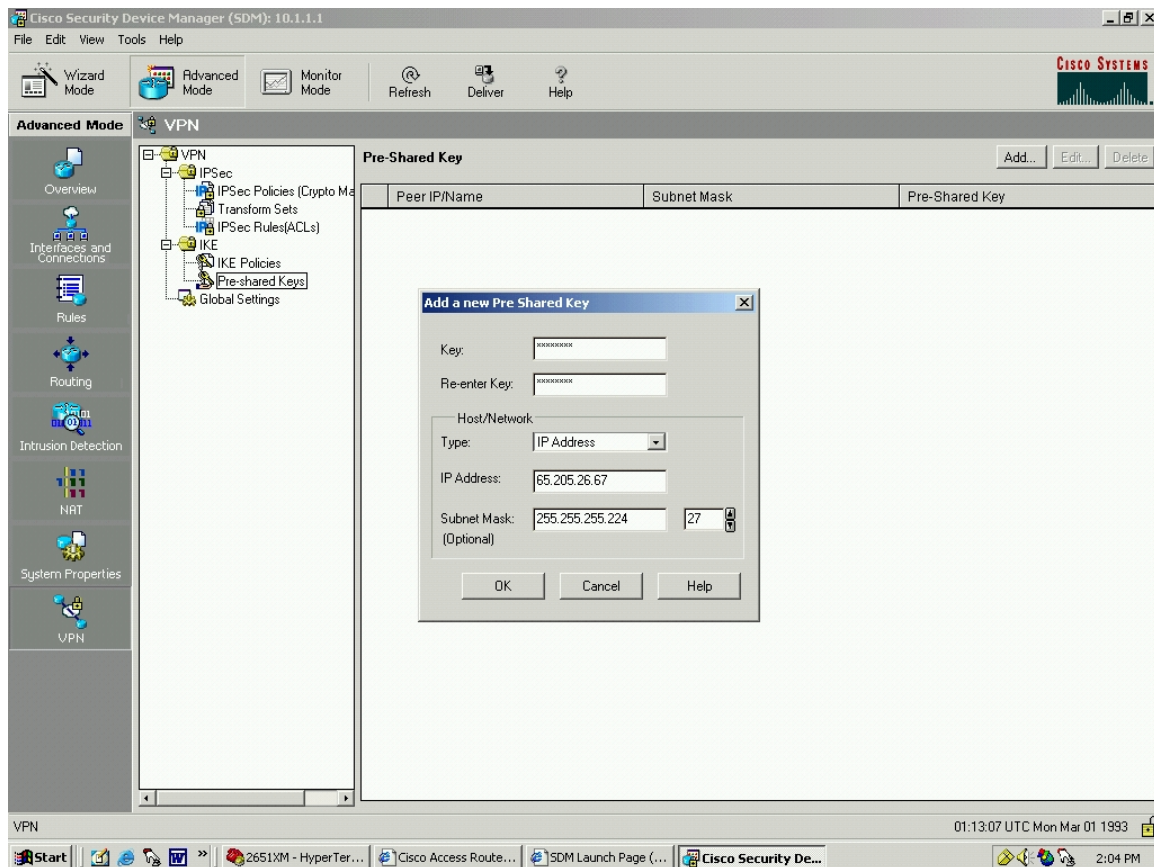 Cisco Security Device Manager (SDM): 10.1.1.1
File Edit View Tools Help
Wizard Mode
Advanced Mode
Monitor Mode
Refresh
Deliver
Help
CISCO SYSTEMS
Advanced Mode
VPN
Overview
Interfaces and Connections
Rules
Routing
Intrusion Detection
NAT
System Properties
VPN
VPN
IPSec
IPSec Policies (Crypto Ma
Transform Sets
IPSec Rules(ACLs)
IKE
IKE Policies
Pre-shared Keys
Global Settings
Pre-Shared Key
Add... Edit... Delete
Peer IP/Name Subnet Mask Pre-Shared Key
Add a new Pre Shared Key
Key: ********
Re-enter Key: ********
Host/Network
Type: IP Address
IP Address: 65.205.26.67
Subnet Mask: 255.255.255.224 27
(Optional)
OK Cancel Help
VPN
01:13:07 UTC Mon Mar 01 1993
Start » 2651XM - HyperTer... Cisco Access Route... SDM Launch Page (... Cisco Security De... 2:04 PM